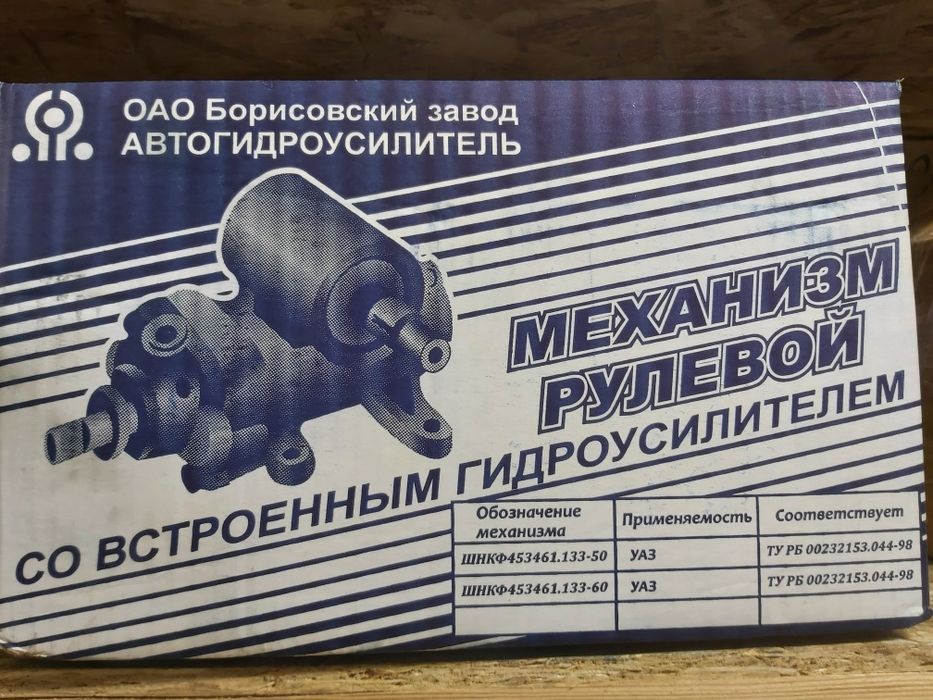 ОАО Борисовский завод
АВТОГИДРОУСИЛИТЕЛЬ
МЕХАНИЗМ
РУЛЕВОЙ
СО ВСТРОЕННЫМ ГИДРОУСИЛИТЕЛЕМ
Обозначение механизма Применяемость Соответствует
ШНКФ453461.133-50 УАЗ ТУ РБ 00232153.044-98
ШНКФ453461.133-60 УАЗ ТУ РБ 00232153.044-98